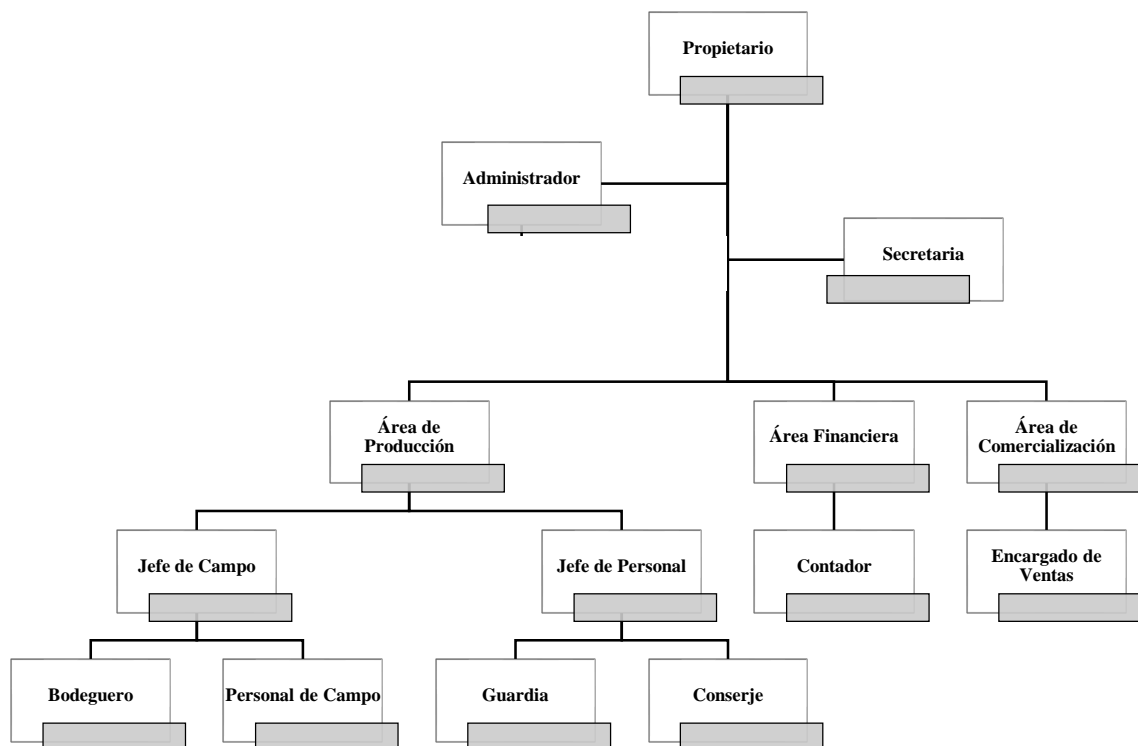 Propietario
Administrador
Secretaria
Área de
Producción
Área Financiera
Área de
Comercialización
Jefe de Campo
Jefe de Personal
Contador
Encargado de
Ventas
Bodeguero
Personal de Campo
Guardia
Conserje